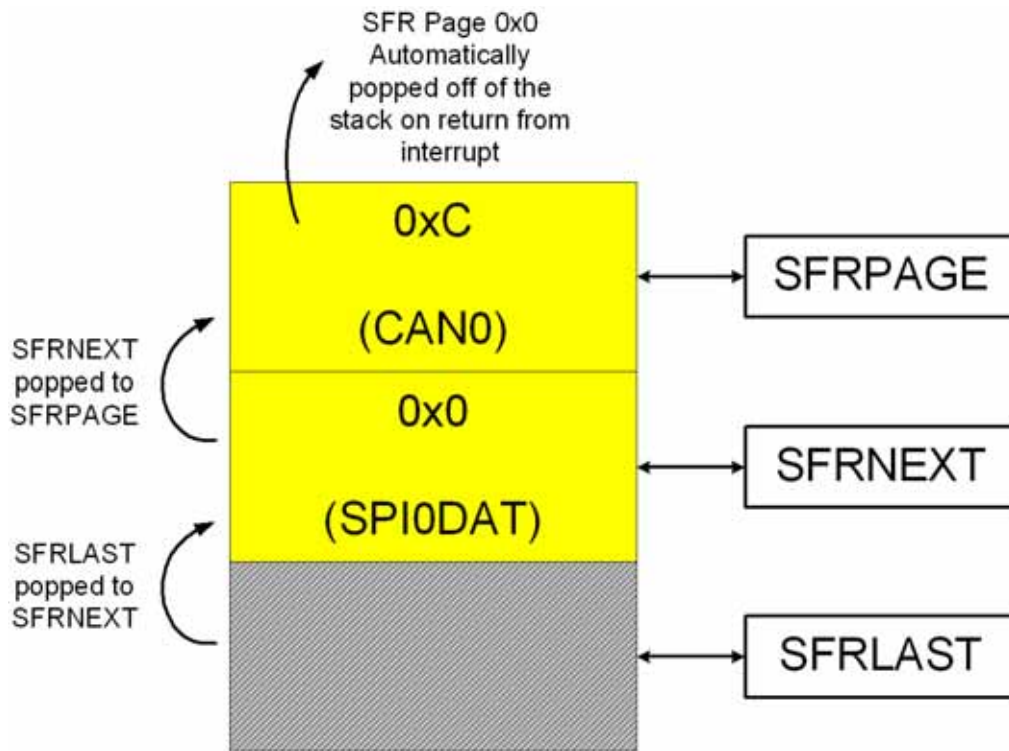 SFR Page 0x0
Automatically
popped off of the
stack on return from
interrupt
0xC
(CAN0)
SFRPAGE
SFRNEXT
popped to
SFRPAGE
0x0
(SPI0DAT)
SFRNEXT
SFRLAST
popped to
SFRNEXT
SFRLAST